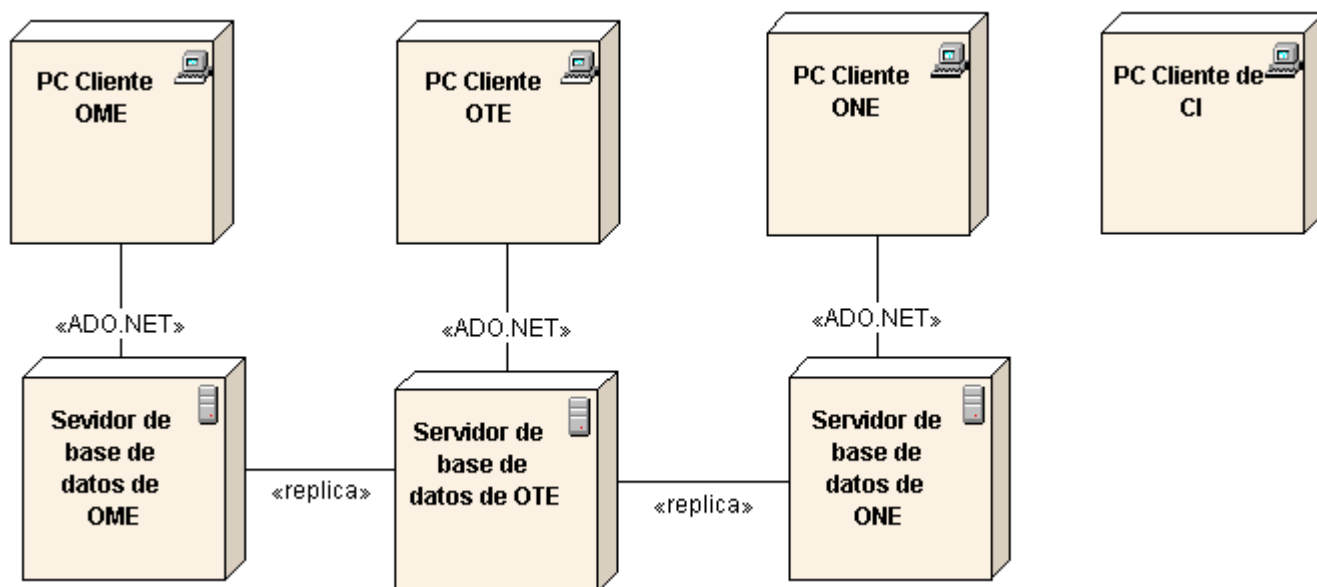 PC Cliente
OME
PC Cliente
OTE
PC Cliente
ONE
PC Cliente de
CI
«ADO.NET»
«ADO.NET»
«ADO.NET»
Sevidor de
base de
datos de
OME
«replica»
Servidor de
base de
datos de OTE
«replica»
Servidor de
base de
datos de
ONE